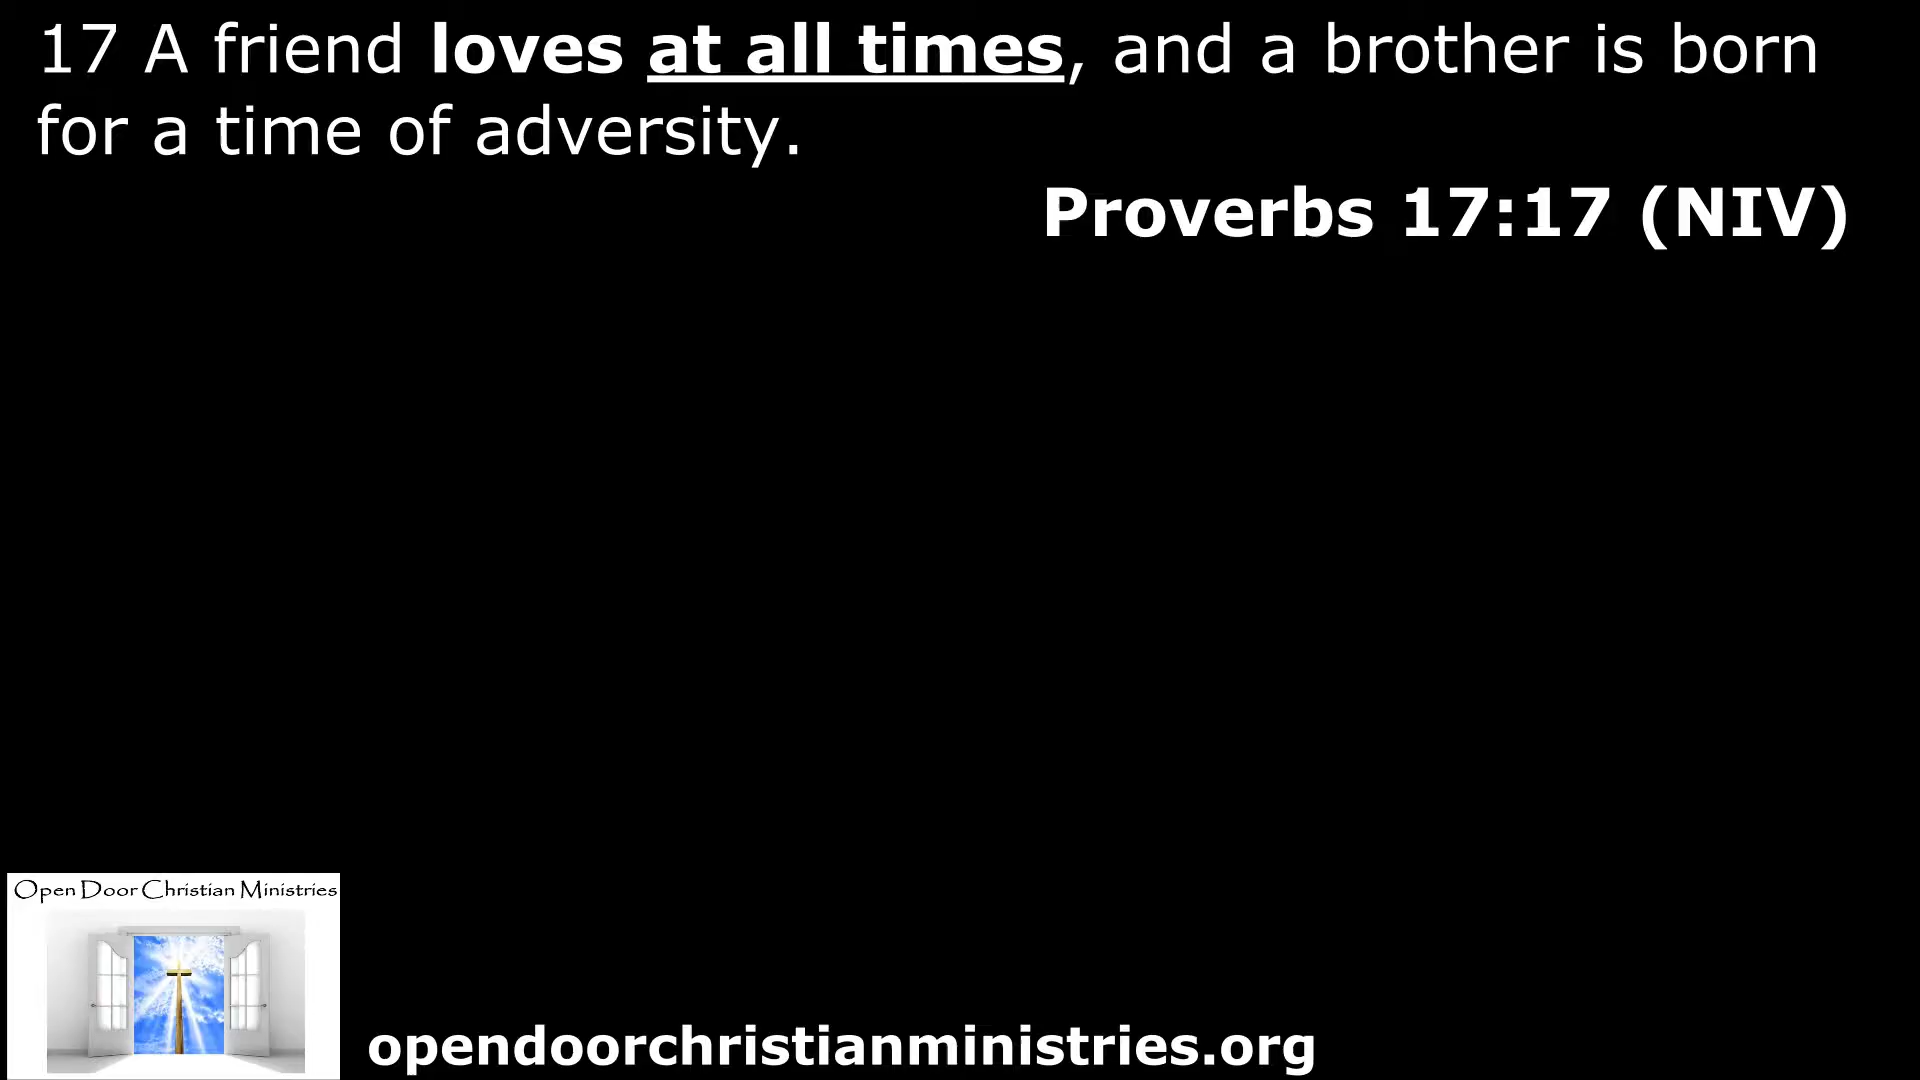 17 A friend loves at all times, and a brother is born
for a time of adversity.
Proverbs 17:17 (NIV)
Open Door Christian Ministries
opendoorchristianministries.org